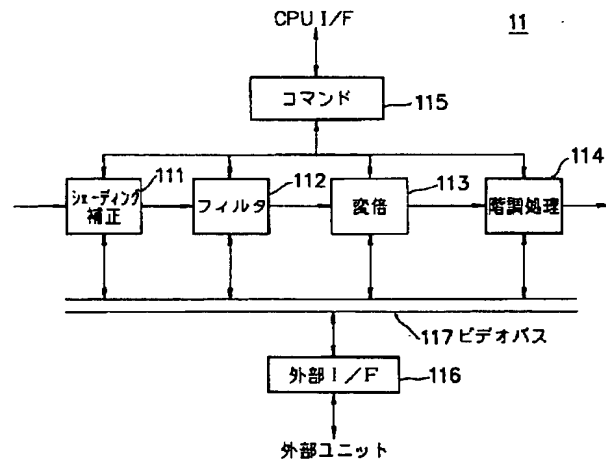 CPU I/F
11
コマンド
115
114
111
112
113
シェーディング
補正
フィルタ
変倍
階調処理
117 ビデオバス
外部 I/F
116
外部ユニット